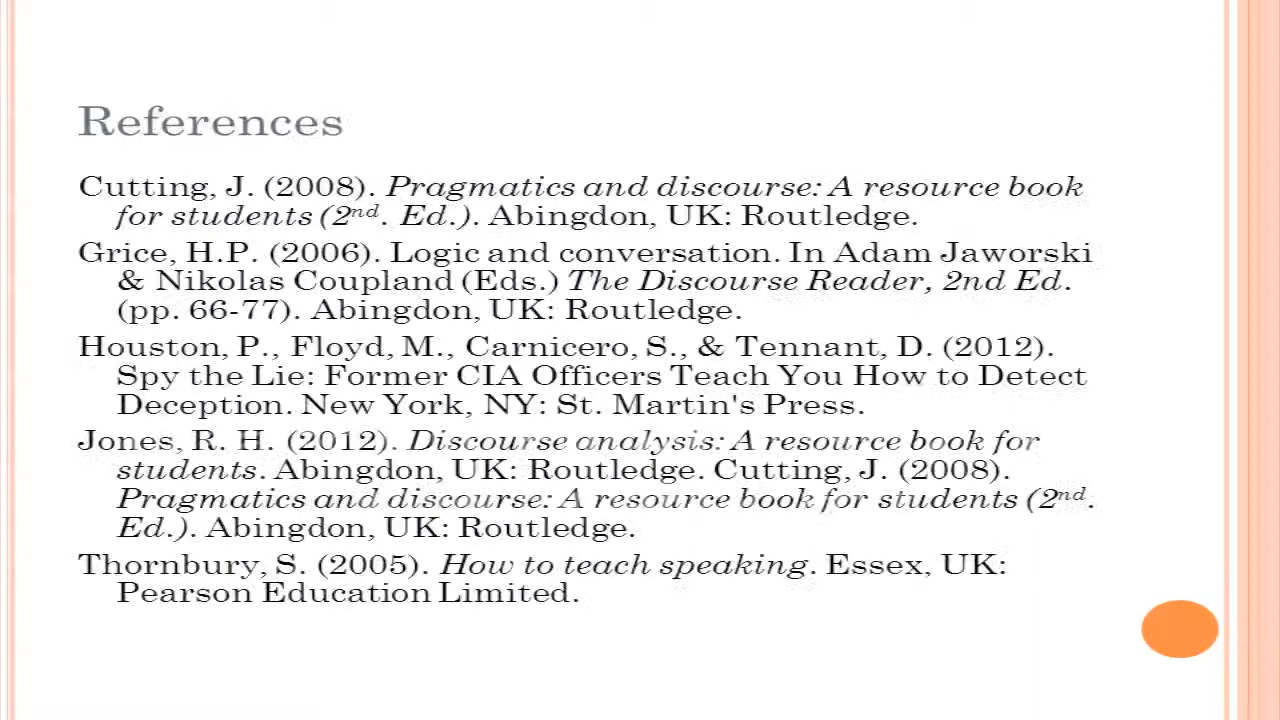 References
Cutting, J. (2008). Pragmatics and discourse: A resource book
for students (2nd. Ed.). Abingdon, UK: Routledge.
Grice, H.P. (2006). Logic and conversation. In Adam Jaworski
& Nikolas Coupland (Eds.) The Discourse Reader, 2nd Ed.
(pp. 66-77). Abingdon, UK: Routledge.
Houston, P., Floyd, M., Carnicero, S., & Tennant, D. (2012).
Spy the Lie: Former CIA Officers Teach You How to Detect
Deception. New York, NY: St. Martin's Press.
Jones, R. H. (2012). Discourse analysis: A resource book for
students. Abingdon, UK: Routledge. Cutting, J. (2008).
Pragmatics and discourse: A resource book for students (2nd.
Ed.). Abingdon, UK: Routledge.
Thornbury, S. (2005). How to teach speaking. Essex, UK:
Pearson Education Limited.